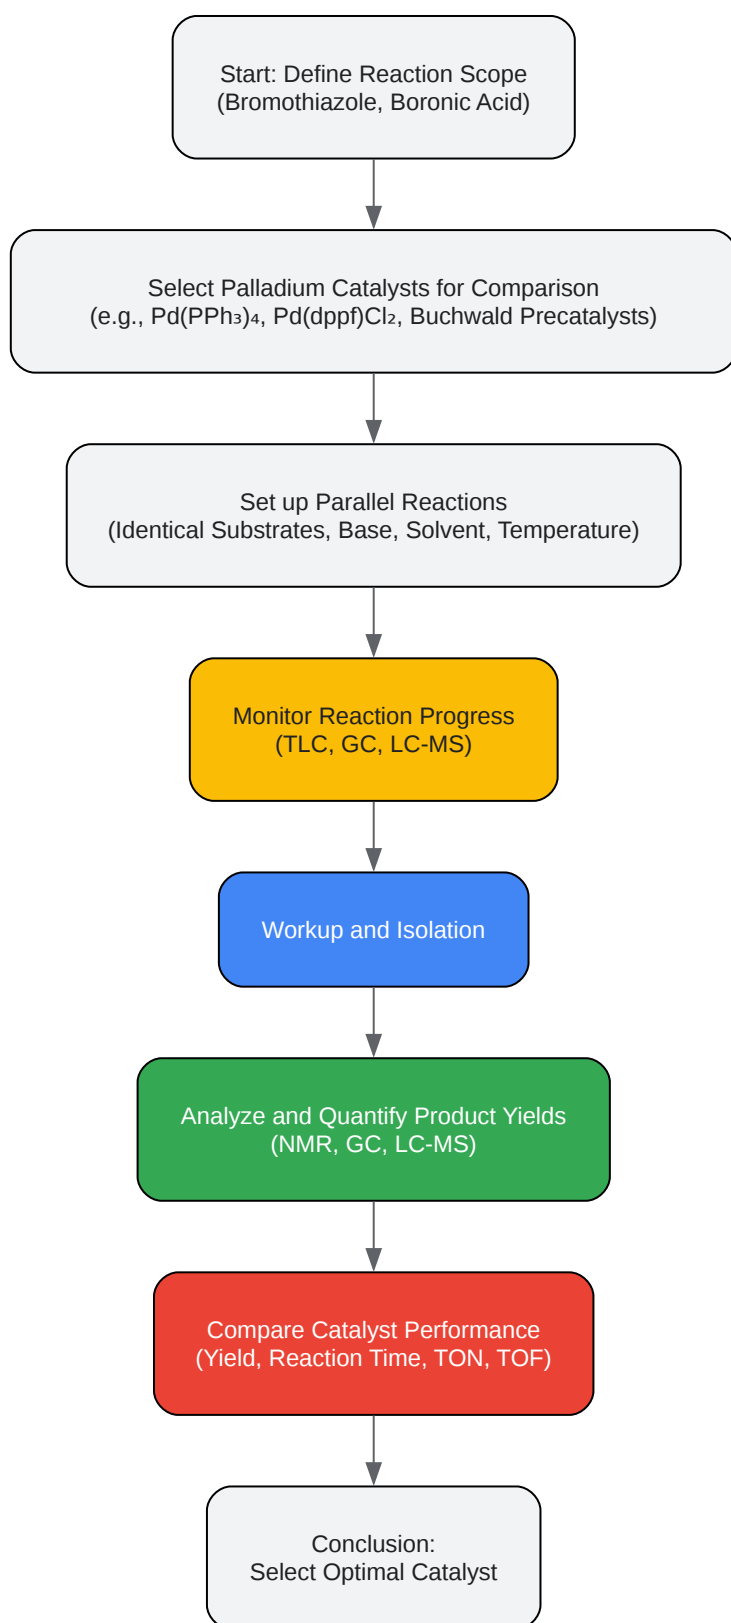 Start: Define Reaction Scope
(Bromothiazole, Boronic Acid)
Select Palladium Catalysts for Comparison
(e.g., Pd(PPh₃)₄, Pd(dppf)Cl₂, Buchwald Precatalysts)
Set up Parallel Reactions
(Identical Substrates, Base, Solvent, Temperature)
Monitor Reaction Progress
(TLC, GC, LC-MS)
Workup and Isolation
Analyze and Quantify Product Yields
(NMR, GC, LC-MS)
Compare Catalyst Performance
(Yield, Reaction Time, TON, TOF)
Conclusion:
Select Optimal Catalyst